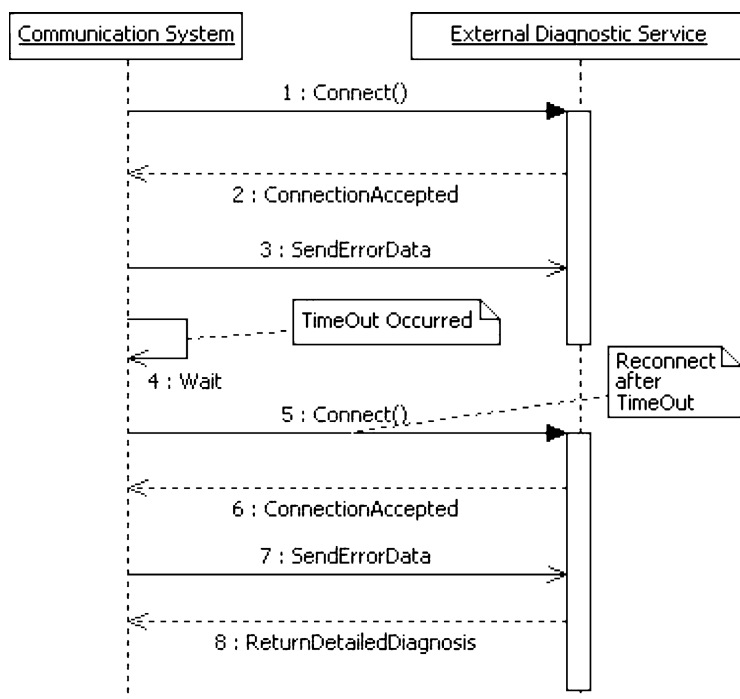 Communication System
External Diagnostic Service
1 : Connect()
2 : ConnectionAccepted
3 : SendErrorData
TimeOut Occurred
4 : Wait
Reconnect
after
TimeOut
5 : Connect()
6 : ConnectionAccepted
7 : SendErrorData
8 : ReturnDetailedDiagnosis